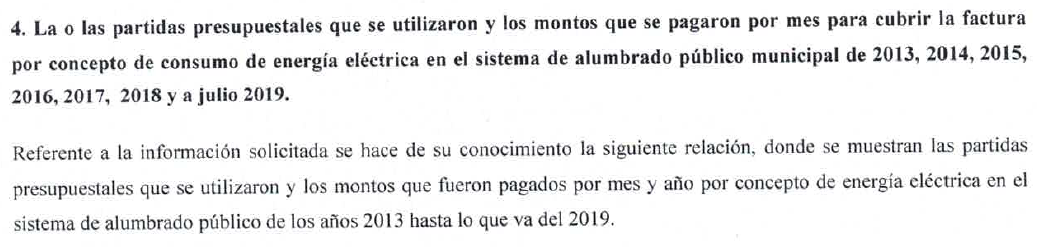 4. La o las partidas presupuestales que se utilizaron y los montos que se pagaron por mes para cubrir la factura
por concepto de consumo de energía eléctrica en el sistema de alumbrado público municipal de 2013, 2014, 2015,
2016, 2017, 2018 y a julio 2019.
Referente a la información solicitada se hace de su conocimiento la siguiente relación, donde se muestran las partidas
presupuestales que se utilizaron y los montos que fueron pagados por mes y año por concepto de energía eléctrica en el
sistema de alumbrado público de los años 2013 hasta lo que va del 2019.